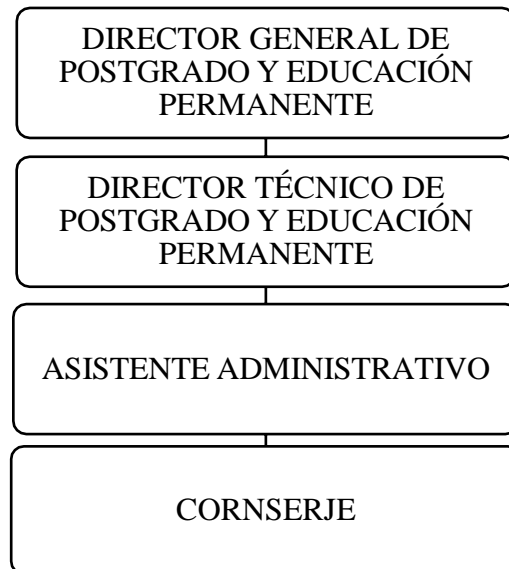 DIRECTOR GENERAL DE
POSTGRADO Y EDUCACIÓN
PERMANENTE
DIRECTOR TÉCNICO DE
POSTGRADO Y EDUCACIÓN
PERMANENTE
ASISTENTE ADMINISTRATIVO
CORNSERJE